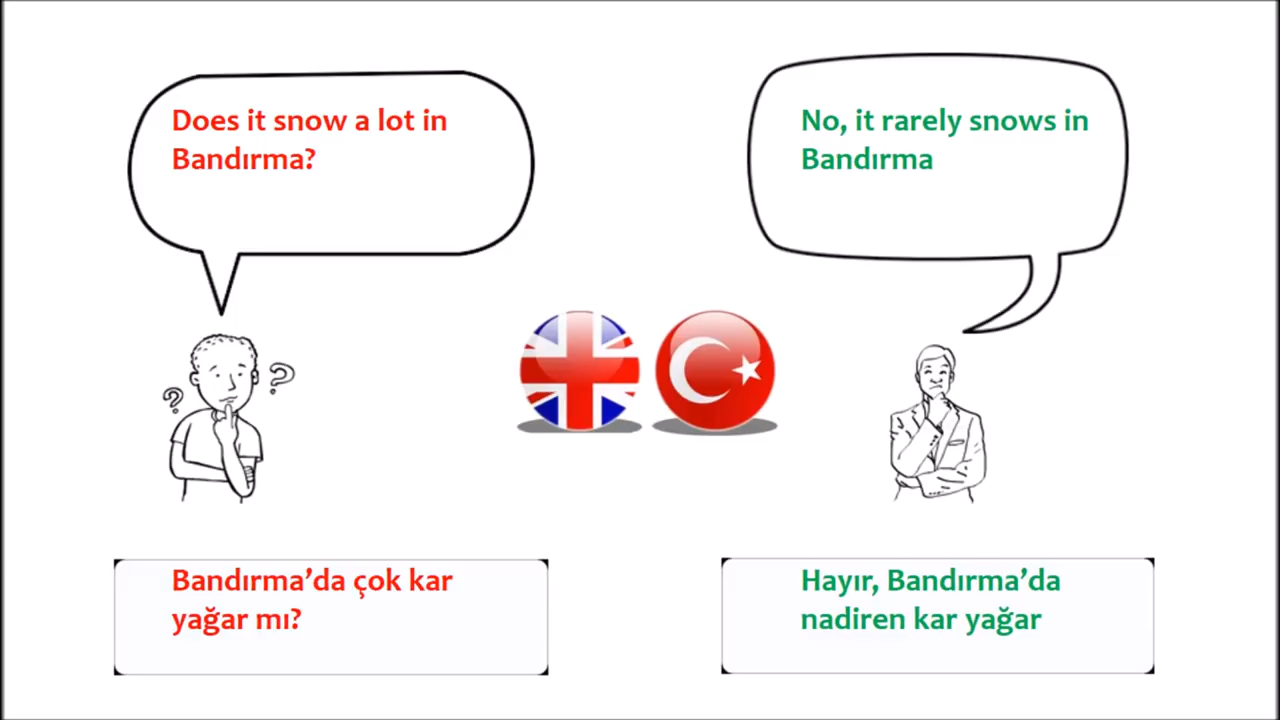 Does it snow a lot in
Bandırma?
No, it rarely snows in
Bandırma
? ?
Bandırma’da çok kar
yağar mı?
Hayır, Bandırma’da
nadiren kar yağar